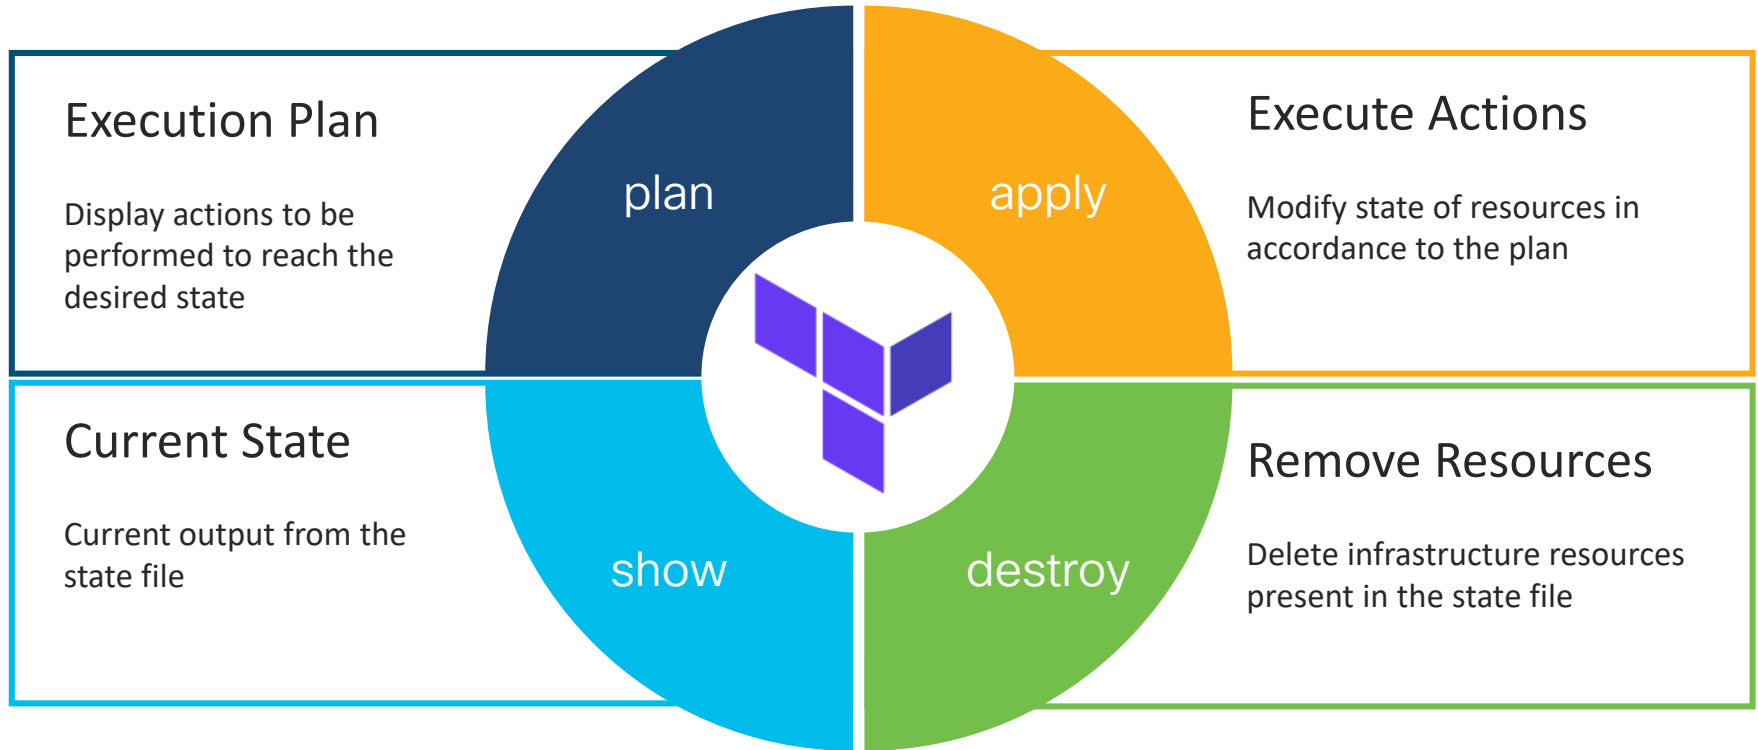 Execution Plan
Display actions to be
performed to reach the
desired state
plan
apply
Execute Actions
Modify state of resources in
accordance to the plan
Current State
Current output from the
state file
show
destroy
Remove Resources
Delete infrastructure resources
present in the state file